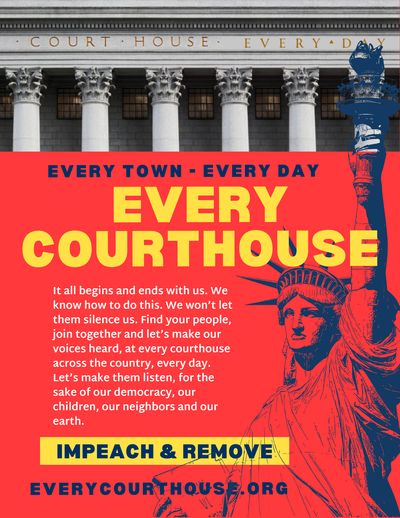 · COURT · HOUSE · EVERY ▴ DAY
EVERY TOWN - EVERY DAY
EVERY
COURTHOUSE
It all begins and ends with us. We
know how to do this. We won't let
them silence us. Find your people,
join together and let's make our
voices heard, at every courthouse
across the country, every day.
Let's make them listen, for the
sake of our democracy, our
children, our neighbors and our
earth.
IMPEACH & REMOVE
EVERYCOURTHOUSE.ORG